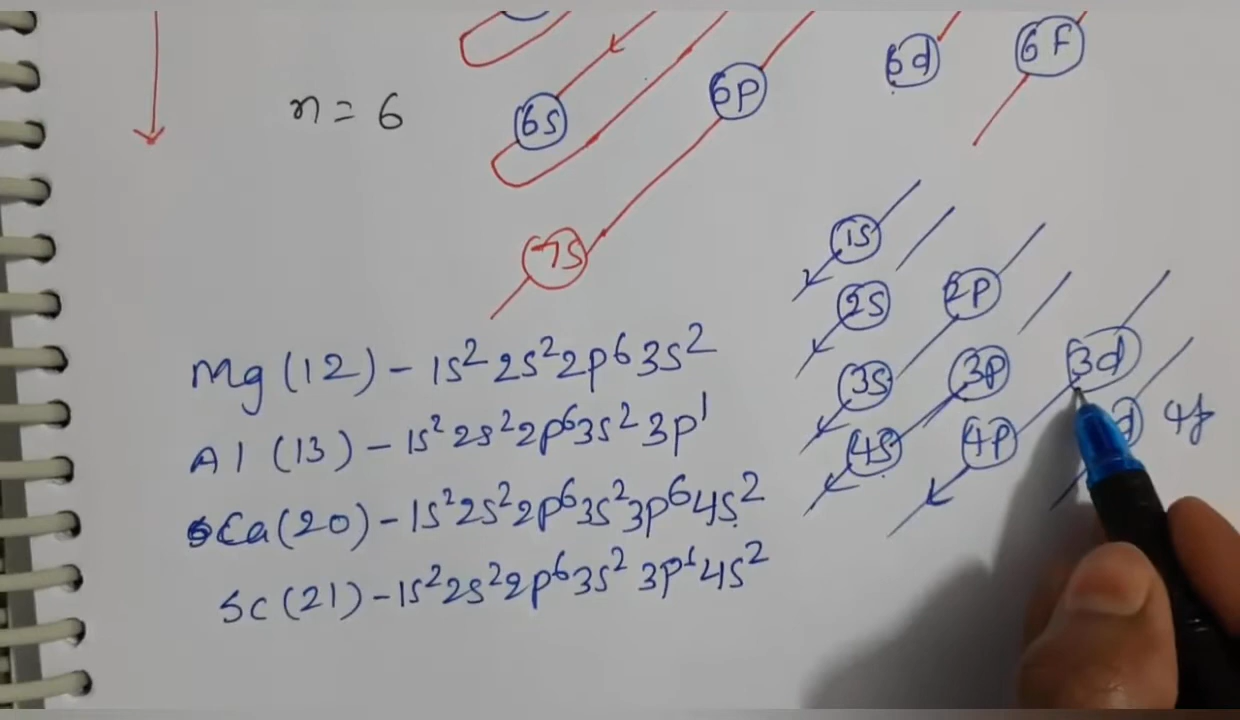 6d 6f
n = 6 6s 6p
7s
1s
2s 2p
3s 3p 3d
4s 4p d 4f
Mg (12) - 1s² 2s² 2p⁶ 3s²
Al (13) - 1s² 2s² 2p⁶ 3s² 3p¹
Ca (20) - 1s² 2s² 2p⁶ 3s² 3p⁶ 4s²
Sc (21) - 1s² 2s² 2p⁶ 3s² 3p⁶ 4s²